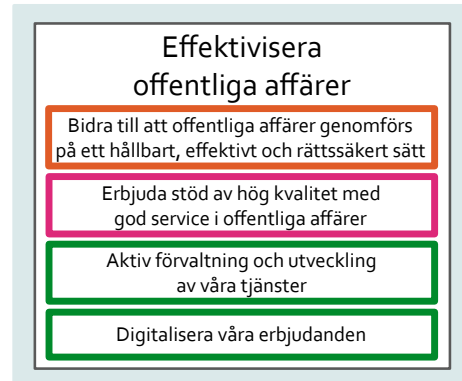 Effektivisera
offentliga affärer
Bidra till att offentliga affärer genomförs
på ett hållbart, effektivt och rättssäkert sätt
Erbjuda stöd av hög kvalitet med
god service i offentliga affärer
Aktiv förvaltning och utveckling
av våra tjänster
Digitalisera våra erbjudanden